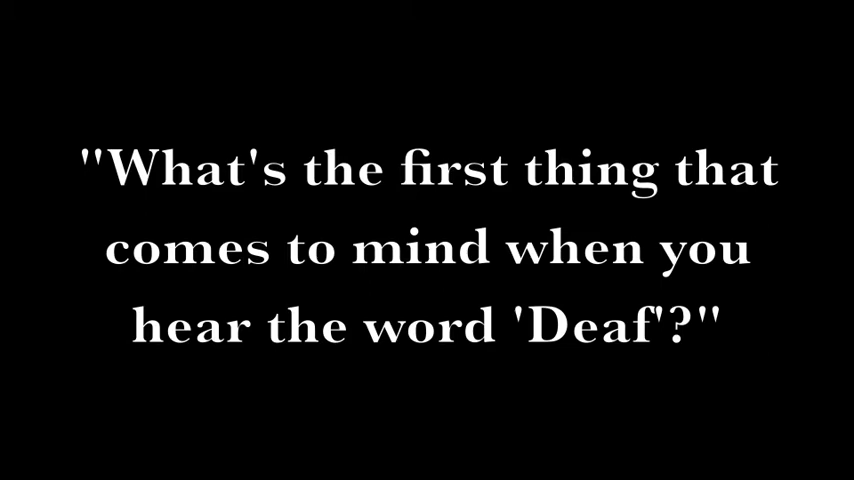 "What's the first thing that
comes to mind when you
hear the word 'Deaf'?"